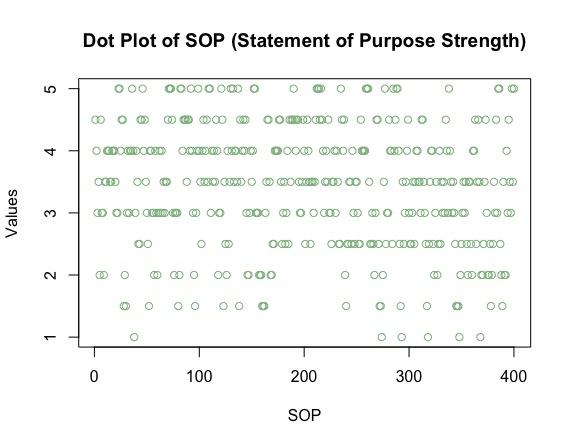 Dot Plot of SOP (Statement of Purpose Strength)
Values
5
4
3
2
1
0 100 200 300 400
SOP